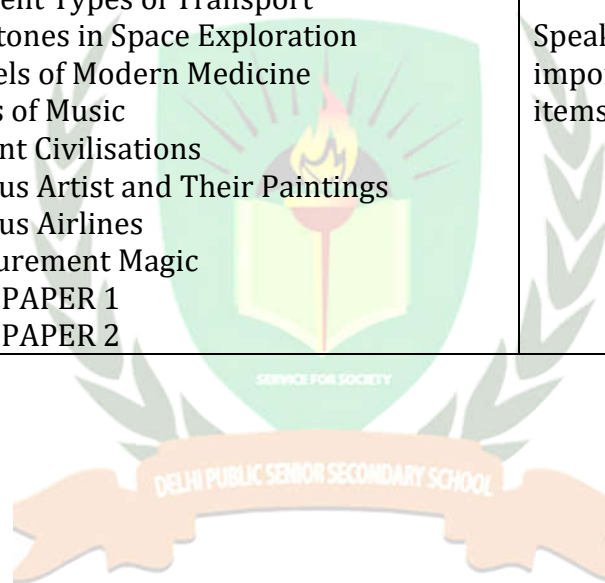 ent Types of Transport
tones in Space Exploration
els of Modern Medicine
s of Music
nt Civilisations
us Artist and Their Paintings
us Airlines
urement Magic
PAPER 1
PAPER 2
Speak
impo
items
SERVICE FOR SOCIETY
DELHI PUBLIC SENIOR SECONDARY SCHOOL